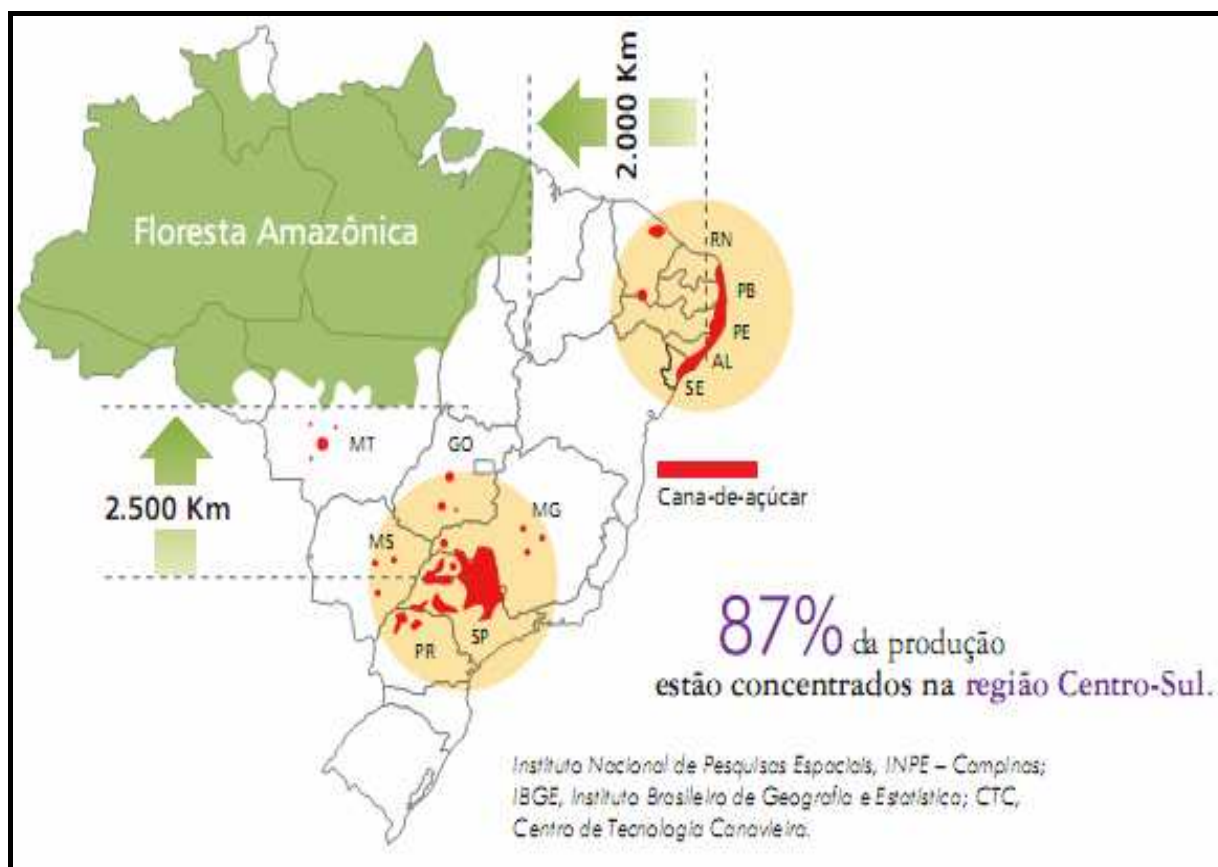 2.000 Km
Floresta Amazônica
RN
PB
PE
AL
SE
MT
GO
2.500 Km
MG
Cana-de-açúcar
MS
SP
PR
87% da produção
estão concentrados na região Centro-Sul.
Instituto Nacional de Pesquisas Espaciais, INPE – Campinas;
IBGE, Instituto Brasileiro de Geografia e Estatística; CTC,
Centro de Tecnologia Canavieira.